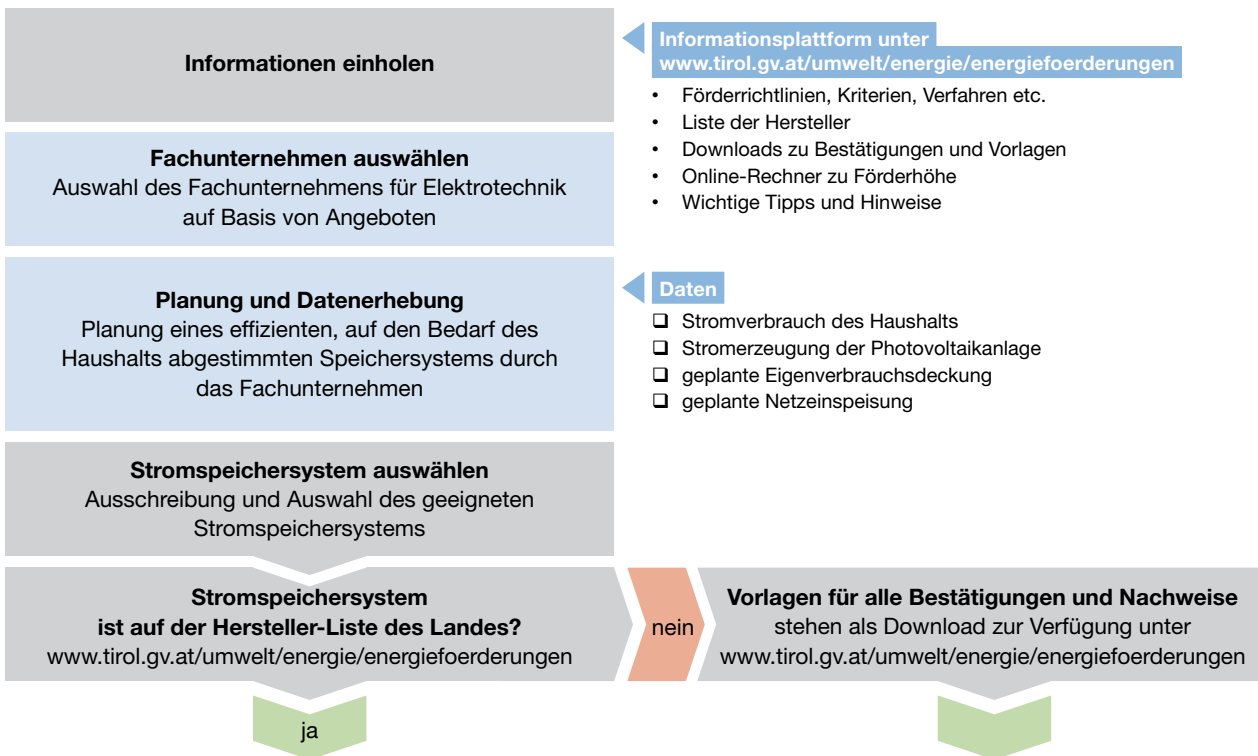 Informationen einholen
Informationsplattform unter
www.tirol.gv.at/umwelt/energie/energiefoerderungen
• Förderrichtlinien, Kriterien, Verfahren etc.
• Liste der Hersteller
• Downloads zu Bestätigungen und Vorlagen
• Online-Rechner zu Förderhöhe
• Wichtige Tipps und Hinweise
Fachunternehmen auswählen
Auswahl des Fachunternehmens für Elektrotechnik
auf Basis von Angeboten
Planung und Datenerhebung
Planung eines effizienten, auf den Bedarf des
Haushalts abgestimmten Speichersystems durch
das Fachunternehmen
Daten
❑ Stromverbrauch des Haushalts
❑ Stromerzeugung der Photovoltaikanlage
❑ geplante Eigenverbrauchsdeckung
❑ geplante Netzeinspeisung
Stromspeichersystem auswählen
Ausschreibung und Auswahl des geeigneten
Stromspeichersystems
Stromspeichersystem
ist auf der Hersteller-Liste des Landes?
www.tirol.gv.at/umwelt/energie/energiefoerderungen
nein
Vorlagen für alle Bestätigungen und Nachweise
stehen als Download zur Verfügung unter
www.tirol.gv.at/umwelt/energie/energiefoerderungen
ja